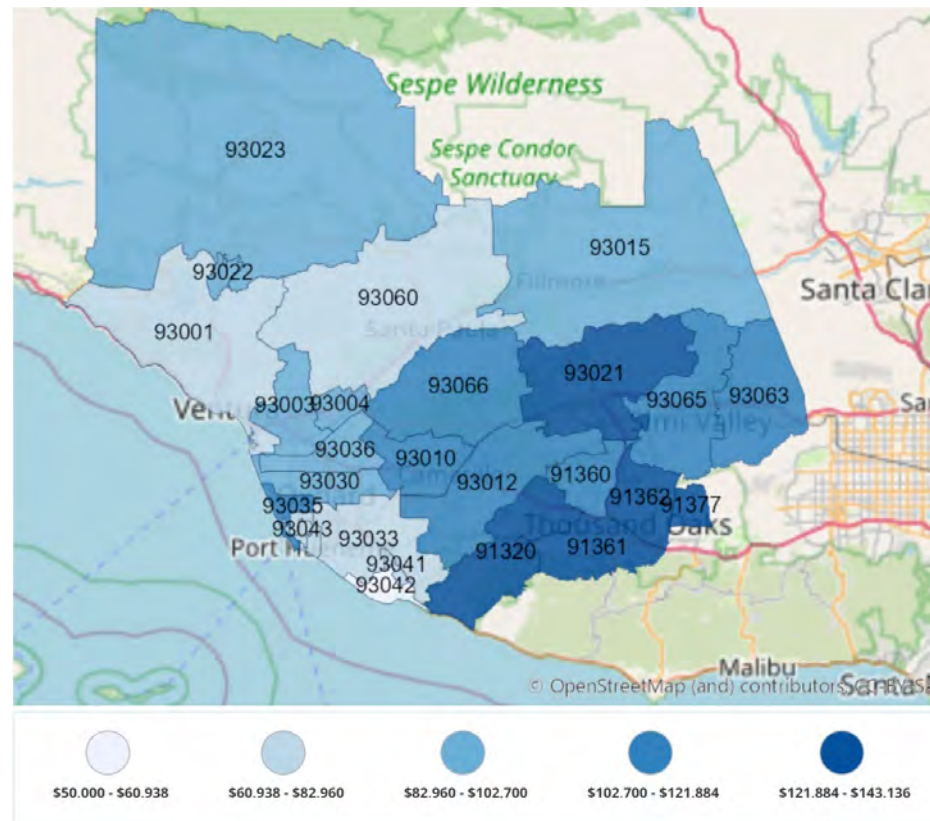 Sespe Wilderness
93023
Sespe Condor
Sanctuary
93015
93022
Fillmore
Santa Clar
93060
93001
Santa Paula
93021
93066
93065
93063
Ventu
93003
93004
Sa
Simi Valley
93036
93010
91360
93030
93012
91362
91377
93035
Thousand Oaks
93043
93033
91320
91361
Port Huenem
93041
93042
Malibu
© OpenStreetMap (and) contributors, CC-BY-SA
Santa
$50.000 - $60.938
$60.938 - $82.960
$82.960 - $102.700
$102.700 - $121.884
$121.884 - $143.136